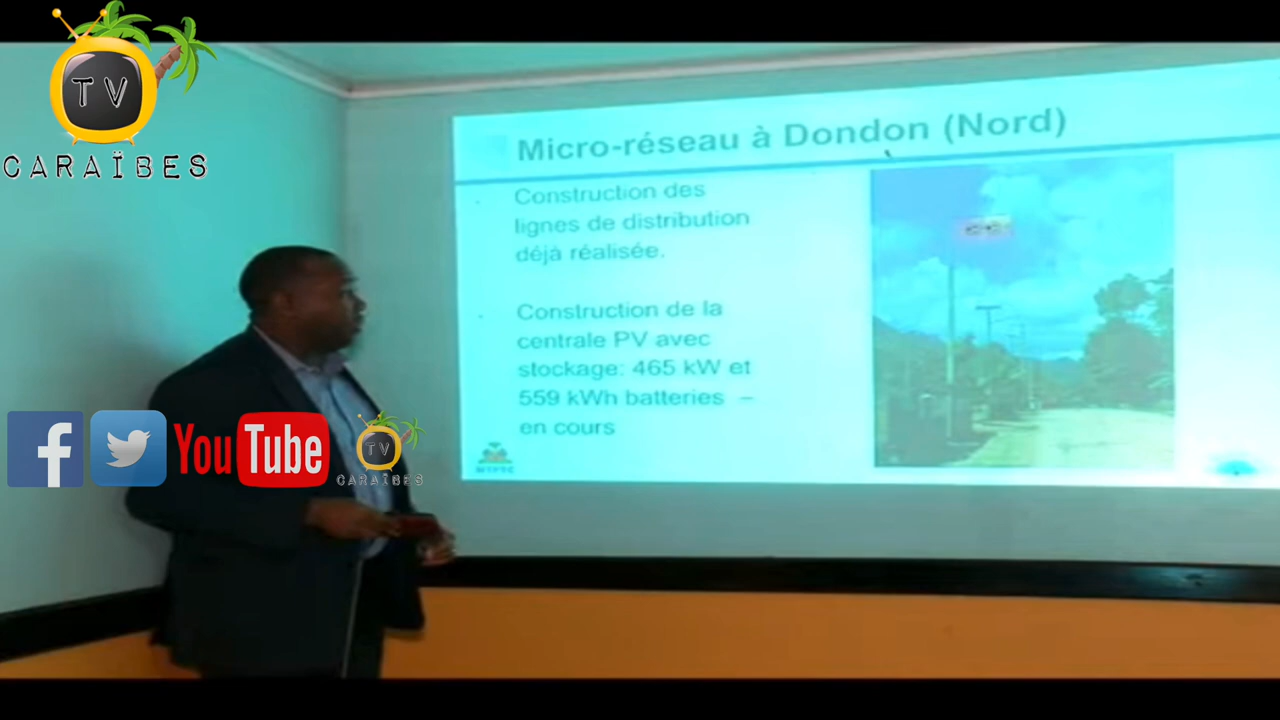 TV
CARAÏBES
Micro-réseau à Dondon (Nord)
Construction des
lignes de distribution
déjà réalisée.
Construction de la
centrale PV avec
stockage: 465 kW et
559 kWh batteries –
en cours
MTPTC
f
YouTube
TV
CARAÏBES